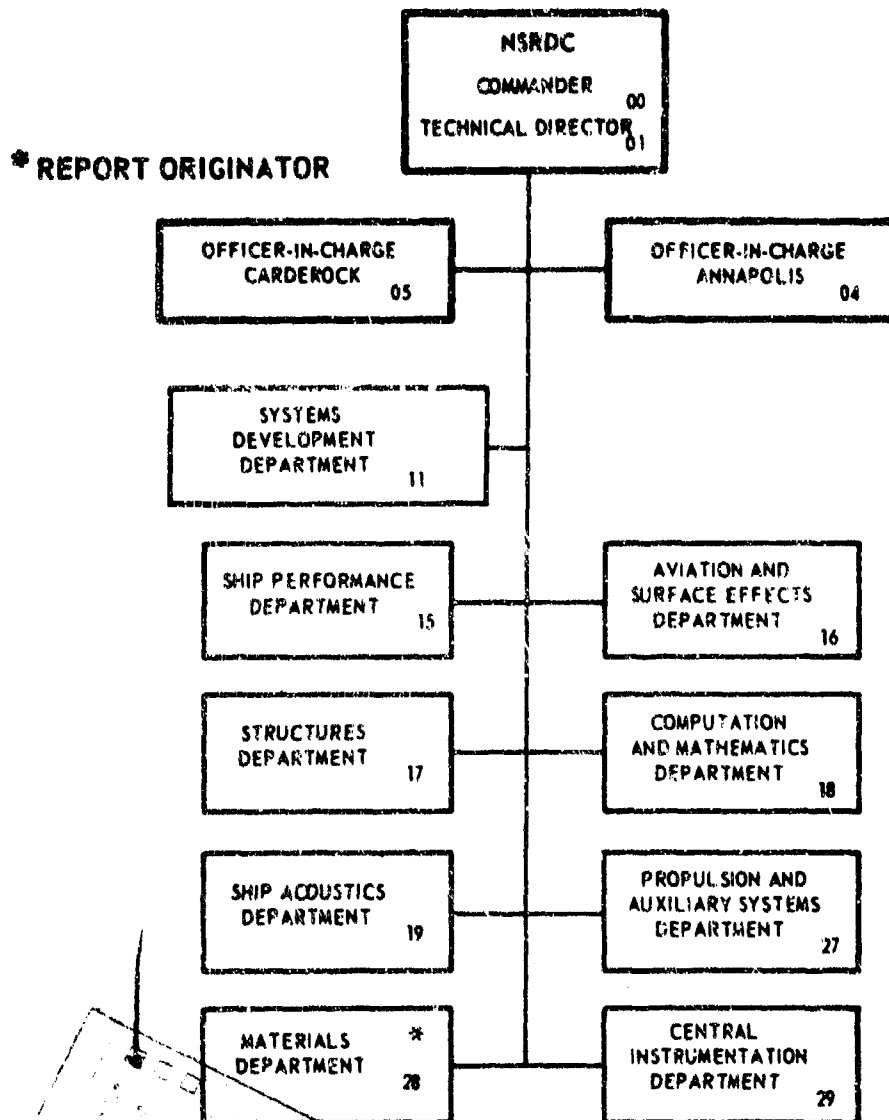 NSRDC
COMMANDER 00
TECHNICAL DIRECTOR 01
* REPORT ORIGINATOR
OFFICER-IN-CHARGE
CARDEROCK
05
OFFICER-IN-CHARGE
ANNAPOLIS
04
SYSTEMS
DEVELOPMENT
DEPARTMENT
11
SHIP PERFORMANCE
DEPARTMENT
15
AVIATION AND
SURFACE EFFECTS
DEPARTMENT
16
STRUCTURES
DEPARTMENT
17
COMPUTATION
AND MATHEMATICS
DEPARTMENT
18
SHIP ACOUSTICS
DEPARTMENT
19
PROPULSION AND
AUXILIARY SYSTEMS
DEPARTMENT
27
MATERIALS *
DEPARTMENT
28
CENTRAL
INSTRUMENTATION
DEPARTMENT
29